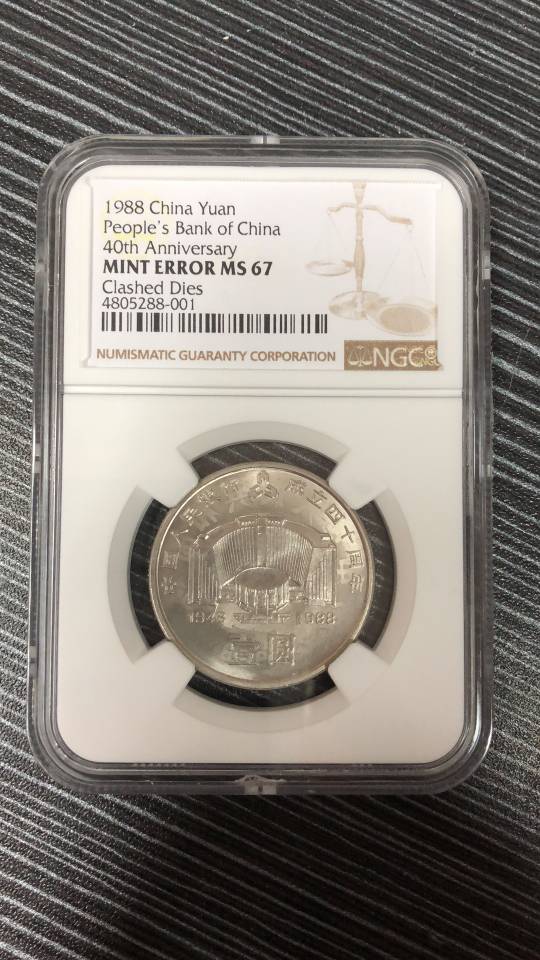 1988 China Yuan
People's Bank of China
40th Anniversary
MINT ERROR MS 67
Clashed Dies
4805288-001
NUMISMATIC GUARANTY CORPORATION
NGC
中国人民银行 成立四十周年
1948 1988
壹圆